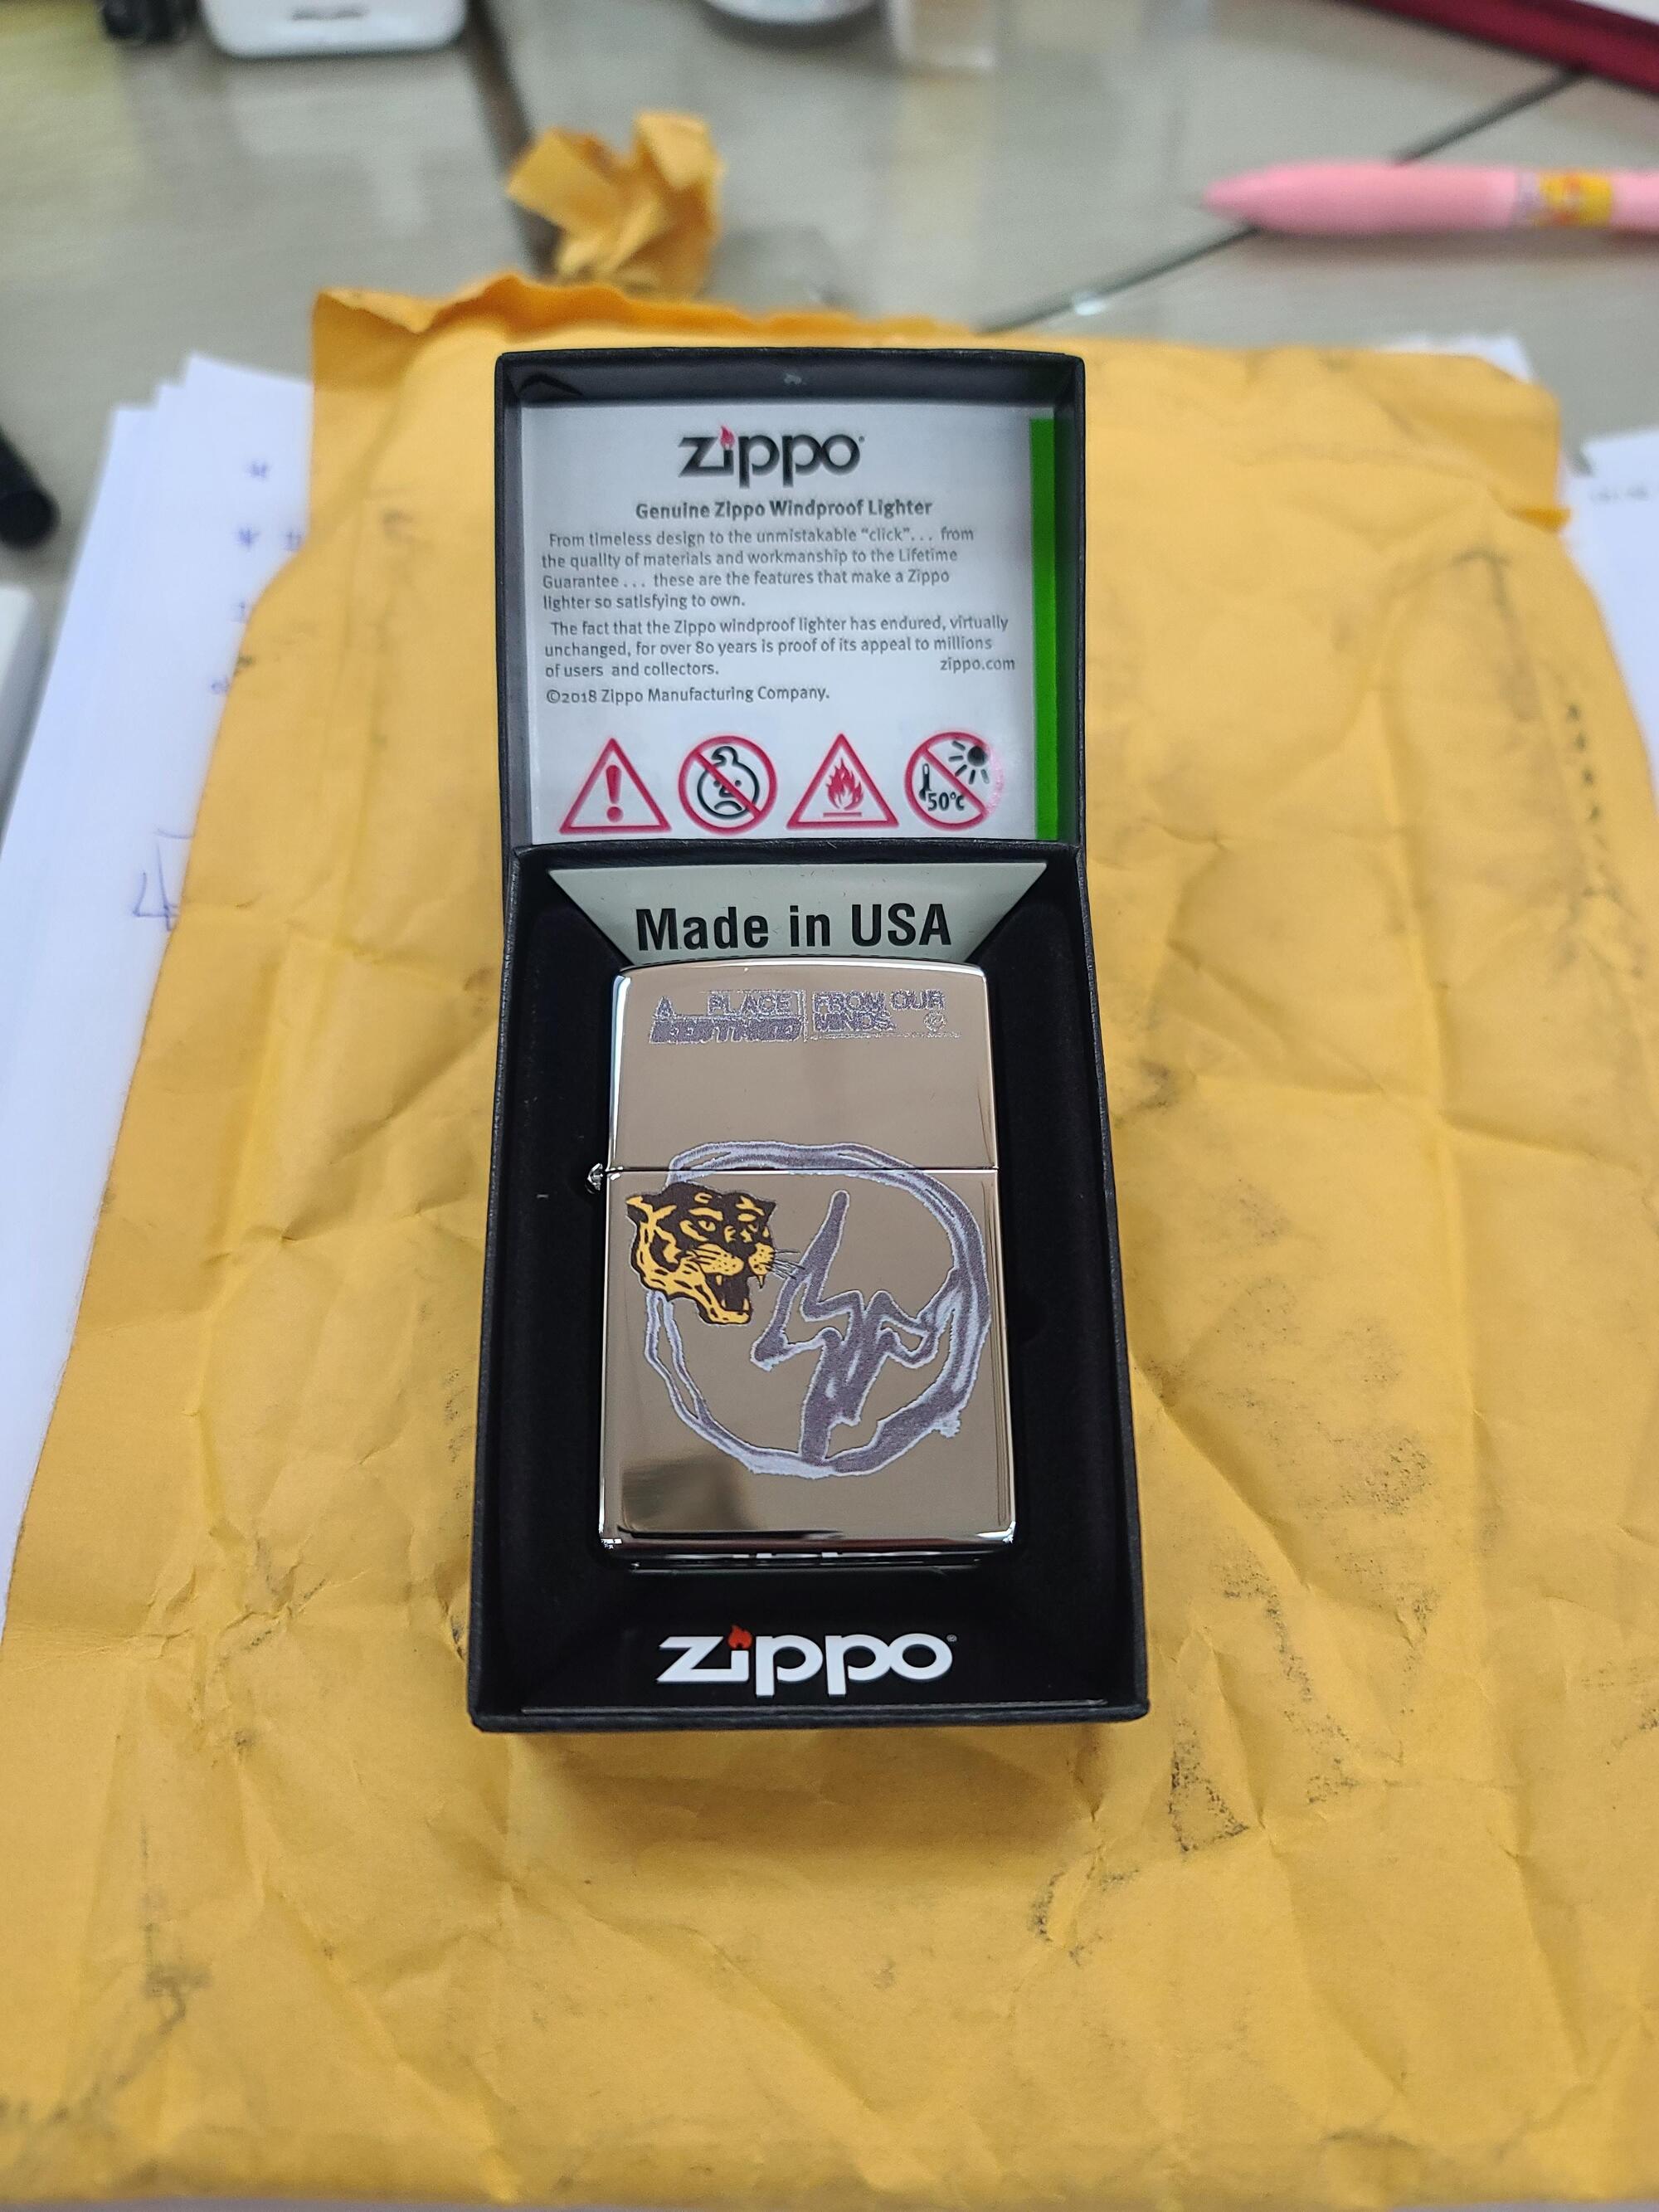 zippo
Genuine Zippo Windproof Lighter
From timeless design to the unmistakable “click”. . . from
the quality of materials and workmanship to the Lifetime
Guarantee . . . these are the features that make a Zippo
lighter so satisfying to own.
The fact that the Zippo windproof lighter has endured, virtually
unchanged, for over 80 years is proof of its appeal to millions
of users and collectors. zippo.com
©2018 Zippo Manufacturing Company.
50°C
Made in USA
A PLACE FROM OUR
MINDS.
zippo